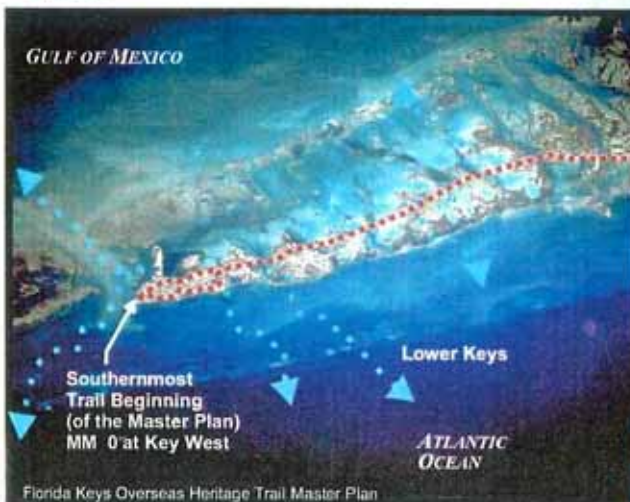 GULF OF MEXICO
Lower Keys
Southernmost
Trail Beginning
(of the Master Plan)
MM 0 at Key West
ATLANTIC
OCEAN
Florida Keys Overseas Heritage Trail Master Plan